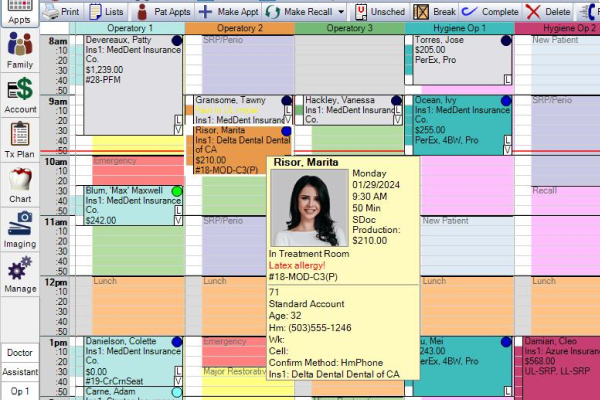 Appts
Print
Lists
Pat Appts
Make Appt
Make Recall
Unsched
Break
Complete
Delete
Operatory 1
Operatory 2
Operatory 3
Hygiene Op 1
Hygiene Op 2
Family
Account
Tx Plan
Chart
Imaging
Manage
Doctor
Assistant
Op 1
8am
:10
:20
:30
:40
:50
9am
:10
:20
:30
:40
:50
10am
:10
:20
:30
:40
:50
11am
:10
:20
:30
:40
:50
12pm
:10
:20
:30
:40
:50
1pm
:10
:20
:30
:40
:50
Devereaux, Patty
Ins1: MedDent Insurance
Co.
$1,239.00
#28-PFM
L
V
Emergency
Blum, 'Max' Maxwell
Ins1: MedDent Insurance
Co.
$242.00
L
V
Lunch
Danielson, Colette
Ins1: MedDent Insurance
Co.
$0.00
#19-CrCrnSeat
L
V
Carne, Adam
SRP/Perio
Gransome, Tawny
Ins1: MedDent Insurance
L
V
Risor, Marita
Ins1: Delta Dental Dental
of CA
$210.00
#18-MOD-C3(P)
SRP/Perio
Lunch
Emergency
Major Restorativ
Hackley, Vanessa
Ins1: MedDent Insurance
Co.
L
V
Risor, Marita
Monday
01/29/2024
9:30 AM
50 Min
SDoc
Production:
$210.00
In Treatment Room
Latex allergy!
#18-MOD-C3(P)
71
Standard Account
Age: 32
Hm: (503)555-1246
Wk:
Cell:
Confirm Method: HmPhone
Ins1: Delta Dental Dental of CA
Torres, Jose
$205.00
PerEx, Pro
L
Ocean, Ivy
Ins1: MedDent Insurance
Co.
$255.00
PerEx, 4BW, Pro
L
V
New Patient
Lunch
u, Mei
243.00
erEx, 4BW, Pro
L
New Patient
SRP/Perio
Recall
Lunch
Damian, Cleo
Ins1: Azure Insurance
$568.00
UL-SRP, LL-SRP